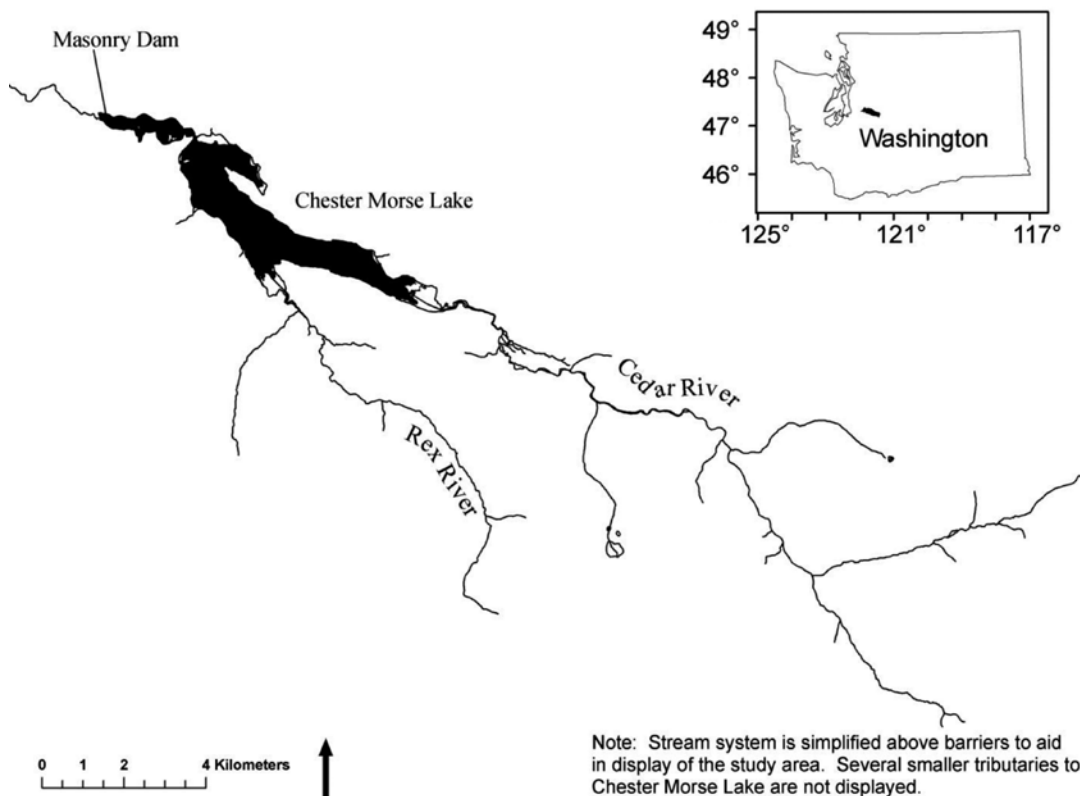 Masonry Dam
Chester Morse Lake
Cedar River
Rex River
49°
48°
47°
46°
Washington
125° 121° 117°
0 1 2 4 Kilometers
Note: Stream system is simplified above barriers to aid
in display of the study area. Several smaller tributaries to
Chester Morse Lake are not displayed.